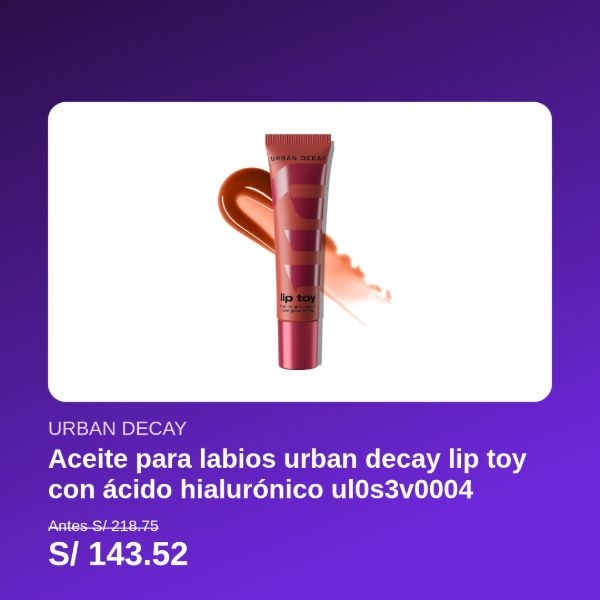 URBAN DECAY
lip toy
URBAN DECAY
Aceite para labios urban decay lip toy
con ácido hialurónico ul0s3v0004
Antes S/ 218.75
S/ 143.52